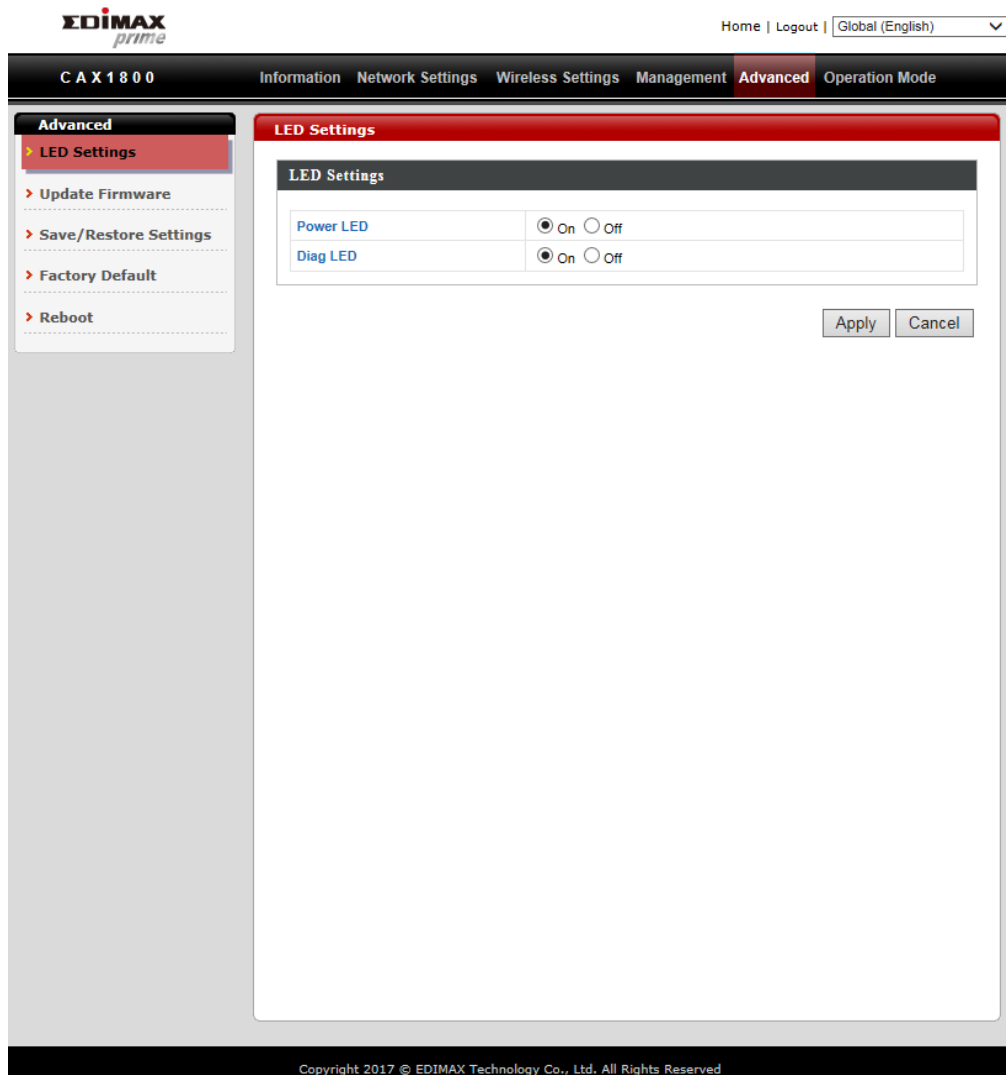 EDIMAX
prime
Home | Logout | Global (English)
CAX1800
Information Network Settings Wireless Settings Management Advanced Operation Mode
Advanced
LED Settings
Update Firmware
Save/Restore Settings
Factory Default
Reboot
LED Settings
LED Settings
Power LED On Off
Diag LED On Off
Apply Cancel
Copyright 2017 © EDIMAX Technology Co., Ltd. All Rights Reserved